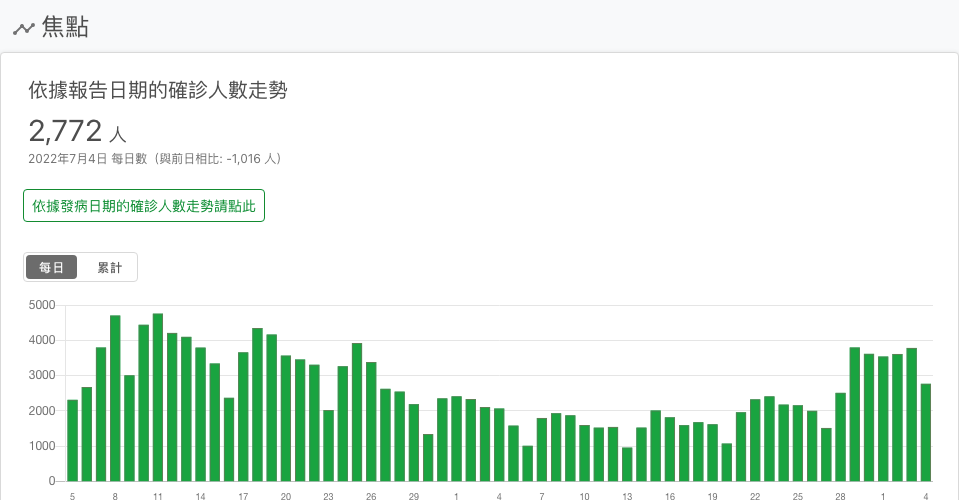 焦點
依據報告日期的確診人數走勢
2,772 人
2022年7月4日 每日數（與前日相比: -1,016 人）
依據發病日期的確診人數走勢請點此
每日 累計
5000
4000
3000
2000
1000
0
5 8 11 14 17 20 23 26 29 1 4 7 10 13 16 19 22 25 28 1 4